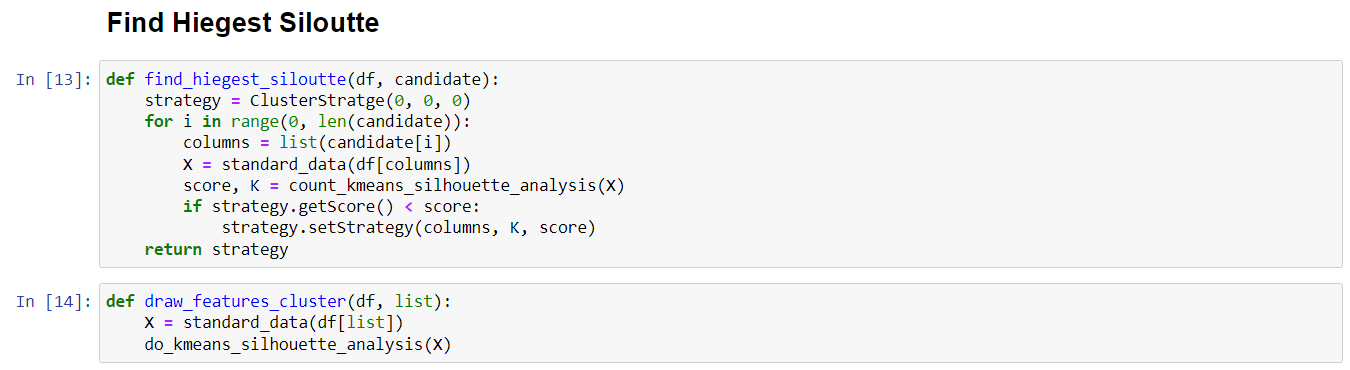 Find Hiegest Siloutte
In [13]: def find_hiegest_siloutte(df, candidate):
    strategy = ClusterStratge(0, 0, 0)
    for i in range(0, len(candidate)):
        columns = list(candidate[i])
        X = standard_data(df[columns])
        score, K = count_kmeans_silhouette_analysis(X)
        if strategy.getScore() < score:
            strategy.setStrategy(columns, K, score)
    return strategy
In [14]: def draw_features_cluster(df, list):
    X = standard_data(df[list])
    do_kmeans_silhouette_analysis(X)